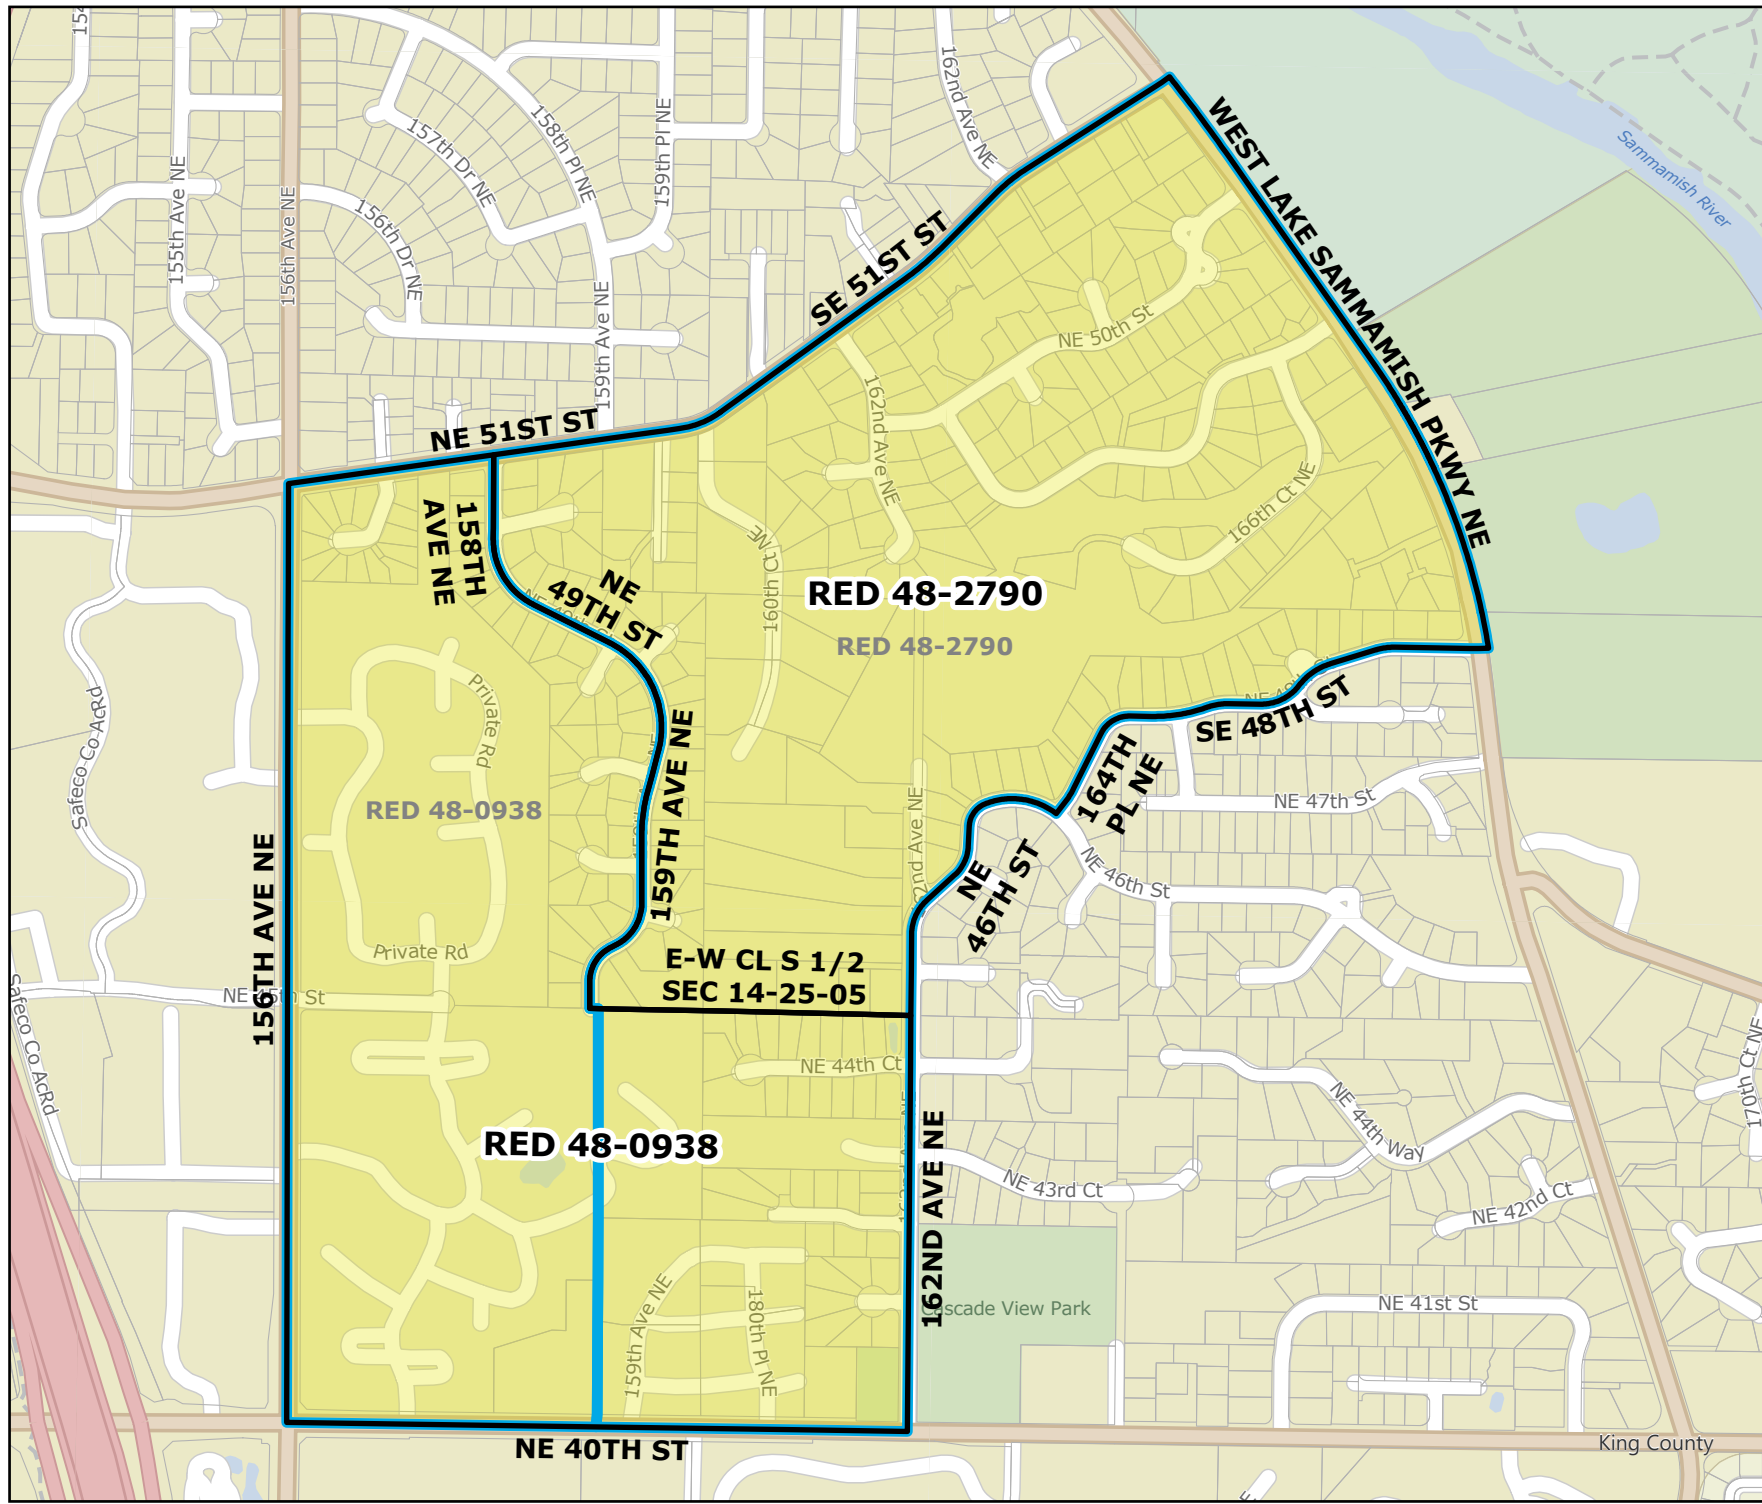 154
162nd Ave NE
WEST LAKE SAMMAMISH PKWY NE
Sammamish River
157th Dr NE
158th Pl NE
159th Pl NE
155th Ave NE
156th Ave NE
156th Dr NE
SE 51ST ST
159th Ave NE
NE 50th St
162nd Ave NE
NE 51ST ST
166th Ct NE
158TH
AVE NE
160th Ct NE
NE
49TH ST
RED 48-2790
RED 48-2790
Safeco Co AcRd
Private Rd
159TH AVE NE
SE 48TH ST
164TH
PL NE
NE 47th St
RED 48-0938
NE 46th St
NE
46TH ST
156TH AVE NE
Private Rd
E-W CL S 1/2
SEC 14-25-05
NE 45th St
Safeco Co AcRd
NE 44th Ct
NE 44th Way
170th Ct NE
RED 48-0938
162ND AVE NE
NE 43rd Ct
NE 42nd Ct
Cascade View Park
NE 41st St
159th Ave NE
180th Pl NE
NE 40TH ST
King County